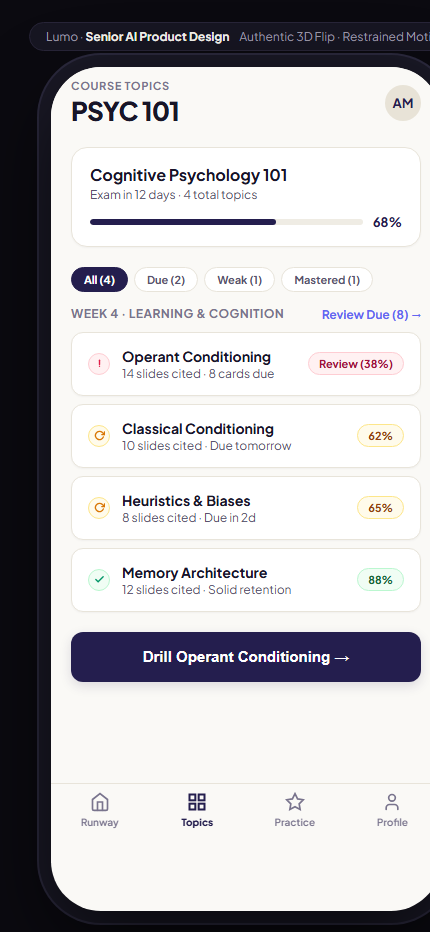 Lumo · Senior AI Product Design Authentic 3D Flip · Restrained Moti
COURSE TOPICS
PSYC 101
AM
Cognitive Psychology 101
Exam in 12 days · 4 total topics
68%
All (4) Due (2) Weak (1) Mastered (1)
WEEK 4 · LEARNING & COGNITION Review Due (8) →
!
Operant Conditioning
14 slides cited · 8 cards due
Review (38%)
Classical Conditioning
10 slides cited · Due tomorrow
62%
Heuristics & Biases
8 slides cited · Due in 2d
65%
Memory Architecture
12 slides cited · Solid retention
88%
Drill Operant Conditioning →
Runway Topics Practice Profile